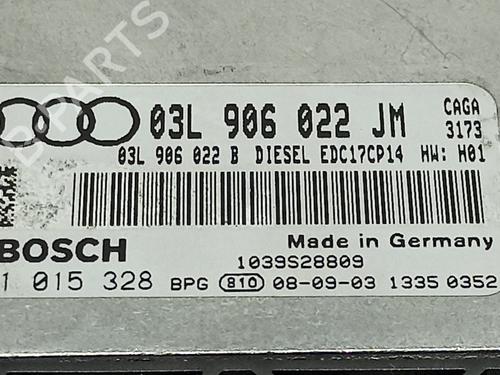 B-PARTS
03L 906 022 JM
CAGA
3173
03L 906 022 B DIESEL EDC17CP14 HW: H01
BOSCH
Made in Germany
1039S28809
1 015 328 BPG 810 08-09-03 1335 0352